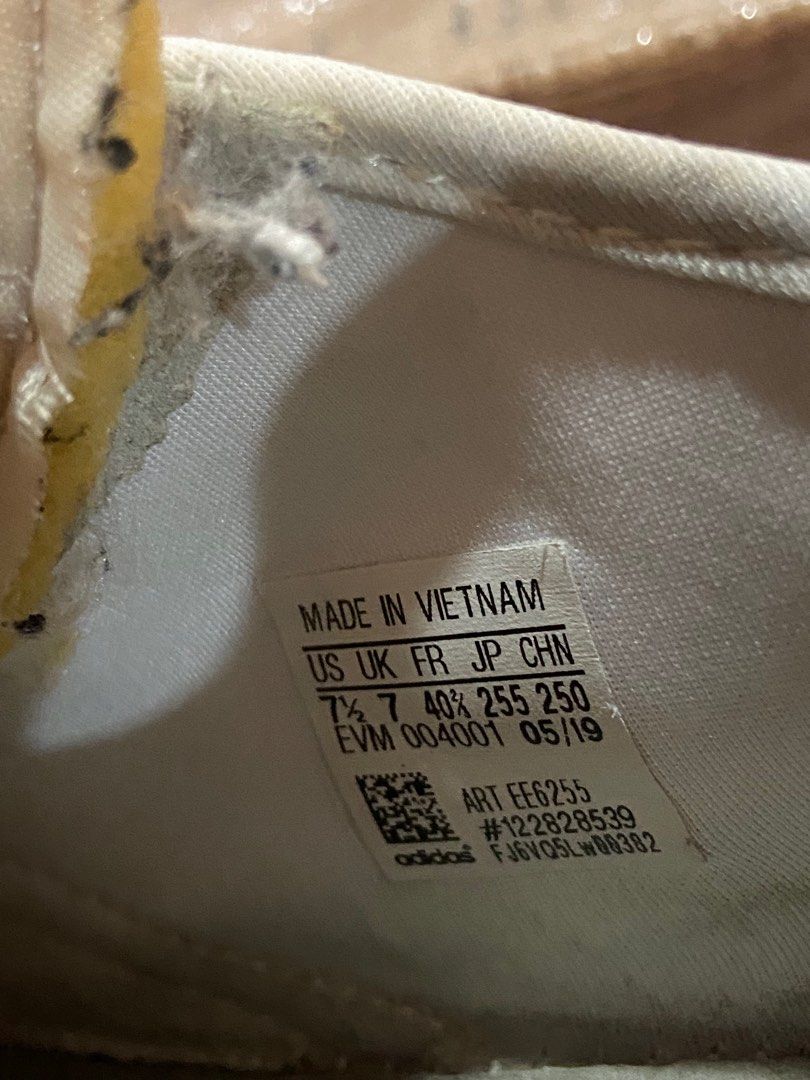 MADE IN VIETNAM
US UK FR JP CHN
7½ 7 40⅔ 255 250
EVM 004001 05/19
ART EE6255
#122828539
adidas FJ6VQ5LW00382